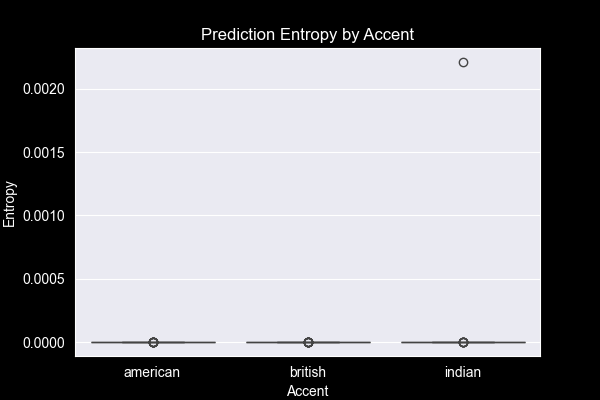 Prediction Entropy by Accent
Entropy
0.0020
0.0015
0.0010
0.0005
0.0000
american british indian
Accent